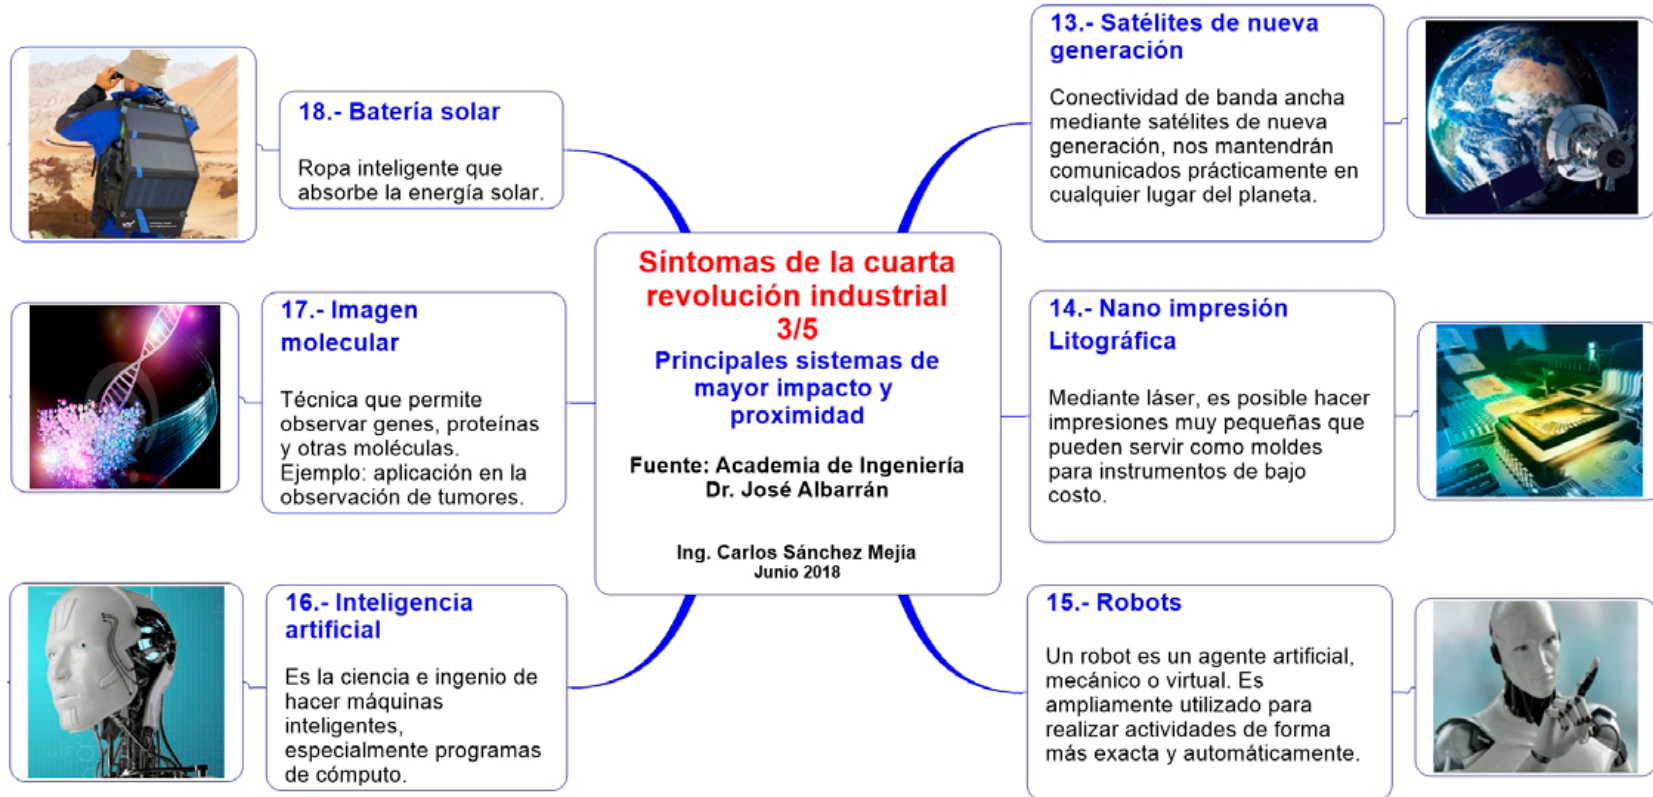 Síntomas de la cuarta
revolución industrial
3/5
Principales sistemas de
mayor impacto y
proximidad
Fuente: Academia de Ingeniería
Dr. José Albarrán
Ing. Carlos Sánchez Mejía
Junio 2018
13.- Satélites de nueva
generación
Conectividad de banda ancha
mediante satélites de nueva
generación, nos mantendrán
comunicados prácticamente en
cualquier lugar del planeta.
14.- Nano impresión
Litográfica
Mediante láser, es posible hacer
impresiones muy pequeñas que
pueden servir como moldes
para instrumentos de bajo
costo.
15.- Robots
Un robot es un agente artificial,
mecánico o virtual. Es
ampliamente utilizado para
realizar actividades de forma
más exacta y automáticamente.
16.- Inteligencia
artificial
Es la ciencia e ingenio de
hacer máquinas
inteligentes,
especialmente programas
de cómputo.
17.- Imagen
molecular
Técnica que permite
observar genes, proteínas
y otras moléculas.
Ejemplo: aplicación en la
observación de tumores.
18.- Batería solar
Ropa inteligente que
absorbe la energía solar.